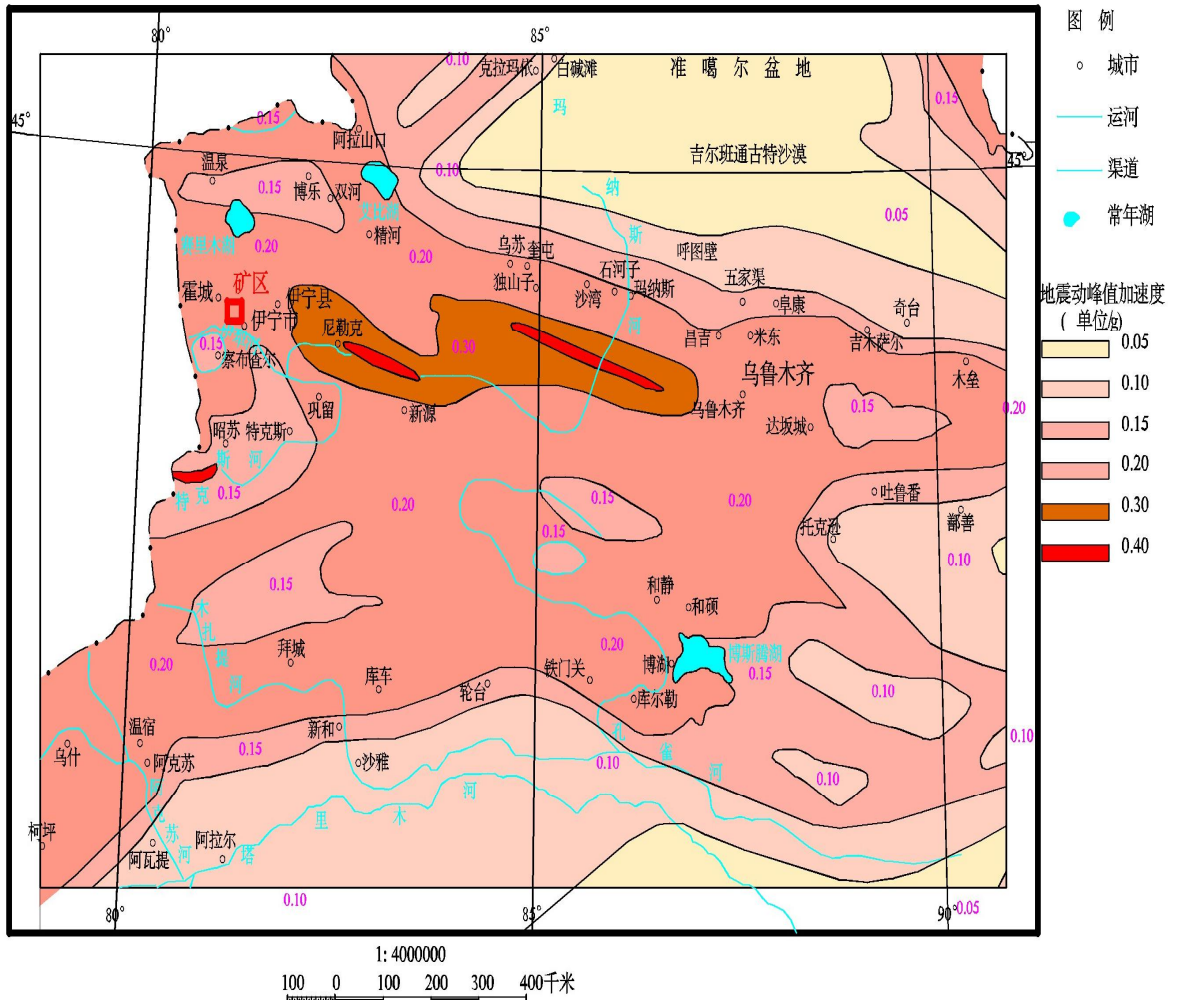 80°
85°
图 例
城市
运河
渠道
常年湖
地震动峰值加速度
( 单位/g)
0.05
0.10
0.15
0.20
0.30
0.40
0.10
克拉玛依
白碱滩
准噶尔盆地
0.15
45°
0.15
玛
阿拉山口
吉尔班通古特沙漠
45°
温泉
0.10
0.15
博乐
双河
纳
艾比湖
0.05
赛里木湖
0.20
精河
斯
0.20
乌苏
奎屯
呼图壁
石河子
五家渠
矿区
独山子
霍城
伊宁县
沙湾
玛纳斯
阜康
奇台
伊宁市
尼勒克
河
昌吉
米东
吉木萨尔
0.15
0.30
察布查尔
乌鲁木齐
木垒
巩留
新源
乌鲁木齐
0.15
0.20
昭苏
特克斯
达坂城
斯
河
特
克
0.15
0.20
0.15
0.20
吐鲁番
托克逊
鄯善
0.15
0.10
0.15
和静
和硕
木
扎
0.20
拜城
0.20
博湖
博斯腾湖
0.15
河
库车
铁门关
0.10
轮台
库尔勒
温宿
新和
孔
0.10
乌什
0.15
雀
阿克苏
沙雅
0.10
河
0.10
克
河
木
里
柯坪
苏
阿拉尔
阿瓦提
河
塔
0.10
80°
85°
90°
0.05
1: 4000000
100
0
100
200
300
400千米